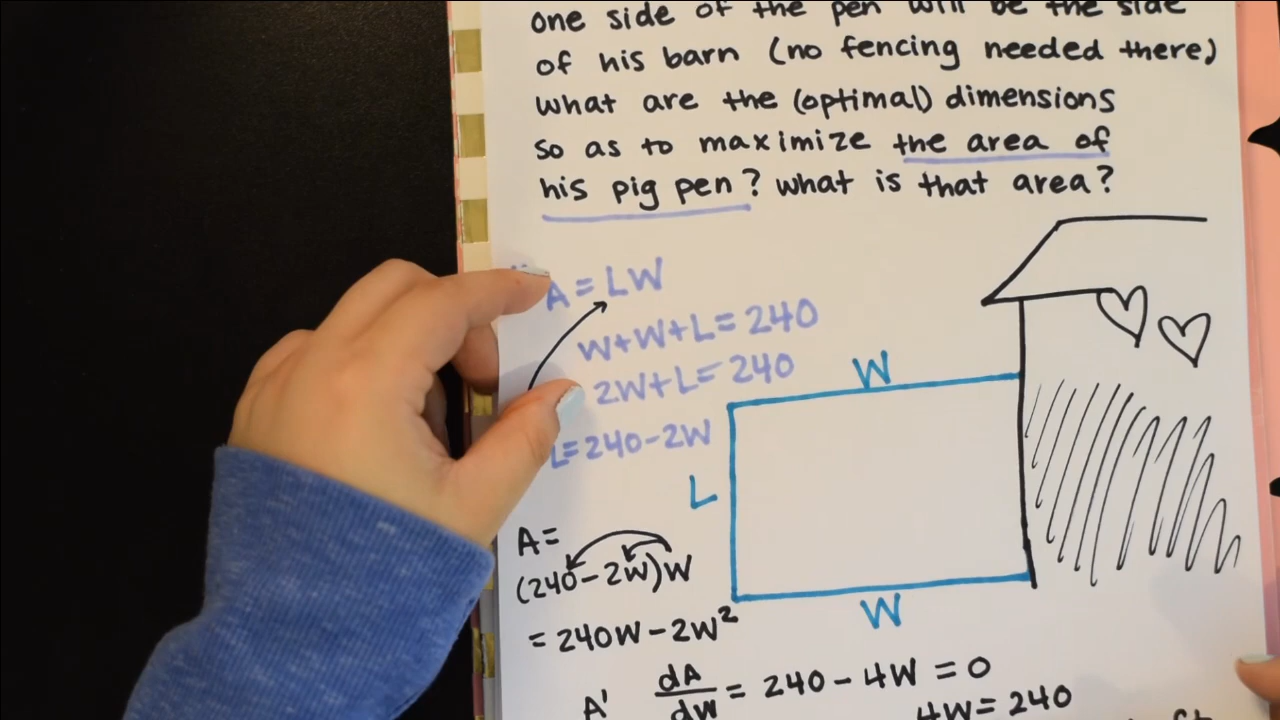 one side of the pen will be the side
of his barn (no fencing needed there)
what are the (optimal) dimensions
so as to maximize the area of
his pig pen? what is that area?
A = LW
W+W+L= 240
2W+L= 240
L=240-2W
W
L
W
A=
(240-2W)W
= 240W-2W²
A' dA/dW = 240-4W = 0
4W= 240
ft